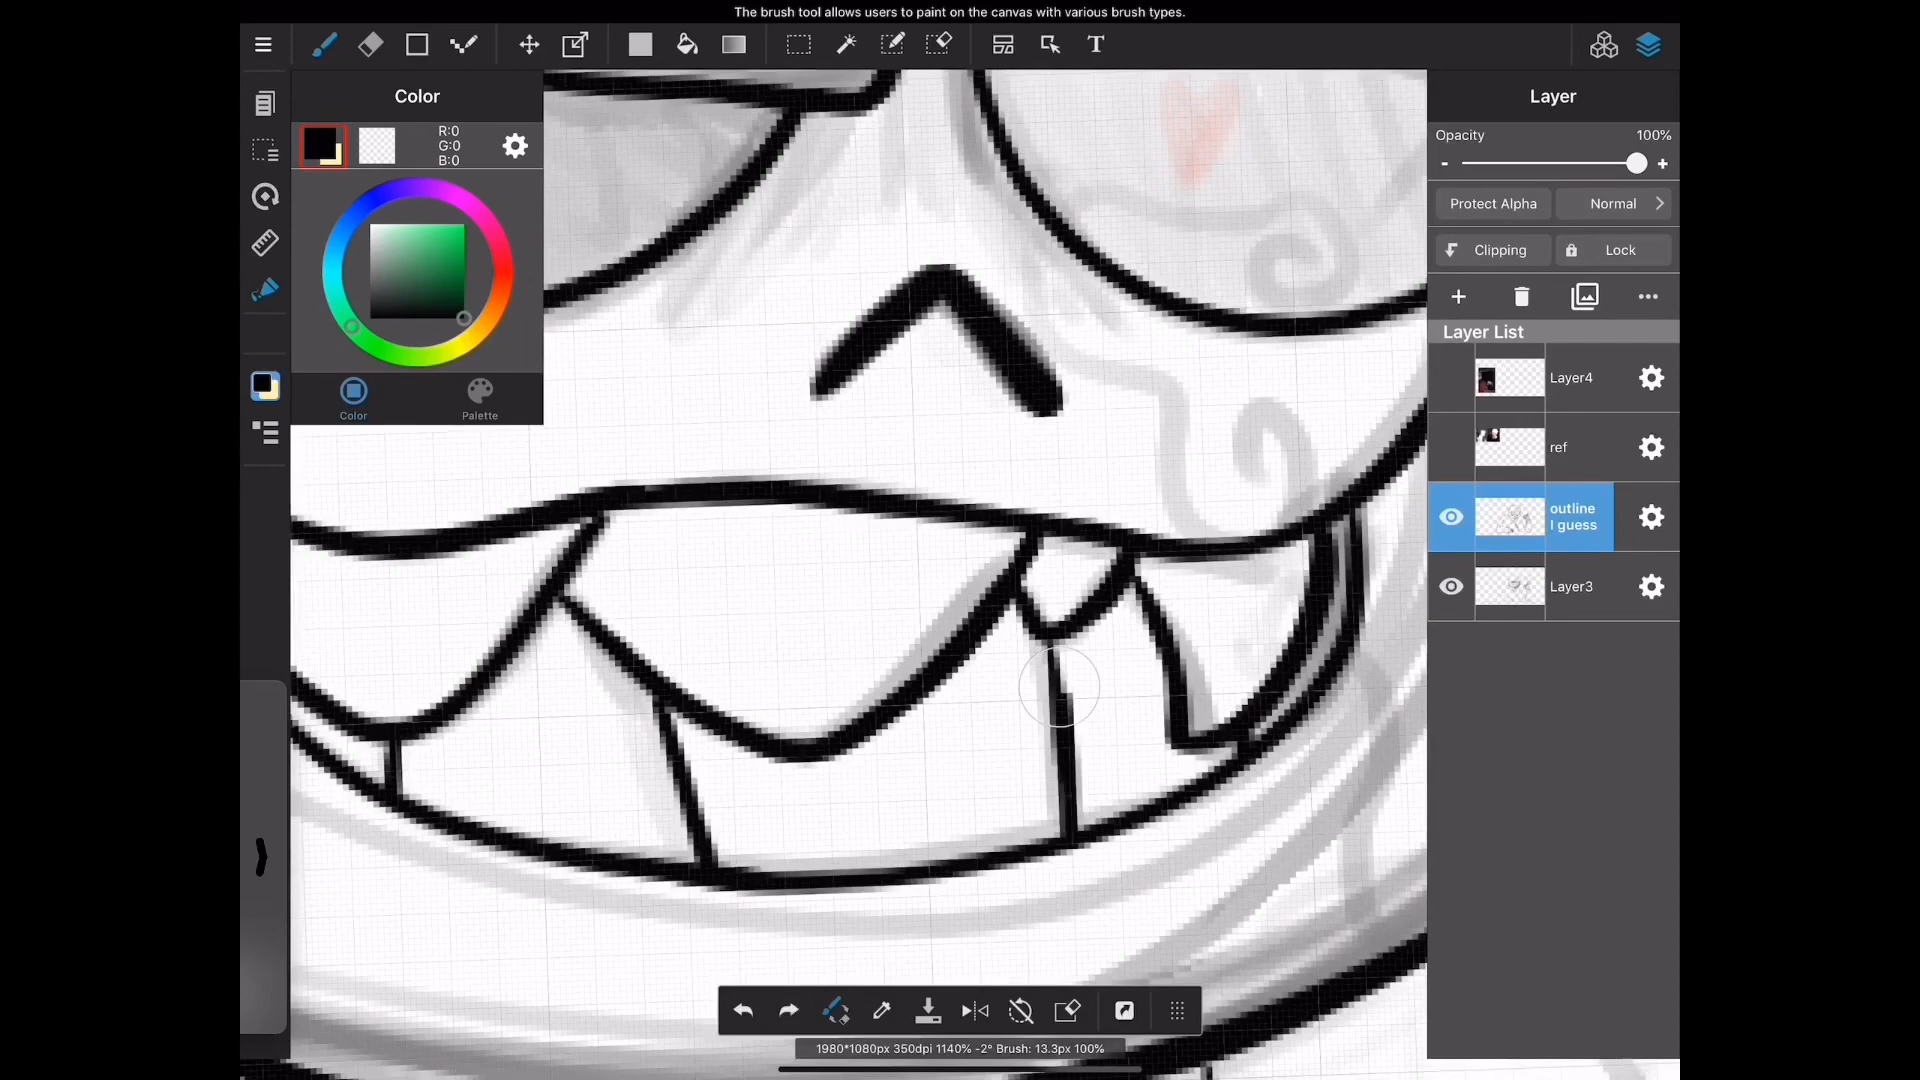 The brush tool allows users to paint on the canvas with various brush types.
Color
R:0
G:0
B:0
Color
Palette
Layer
Opacity 100%
- +
Protect Alpha Normal
Clipping Lock
Layer List
Layer4
ref
outline
I guess
Layer3
1980*1080px 350dpi 1140% -2° Brush: 13.3px 100%